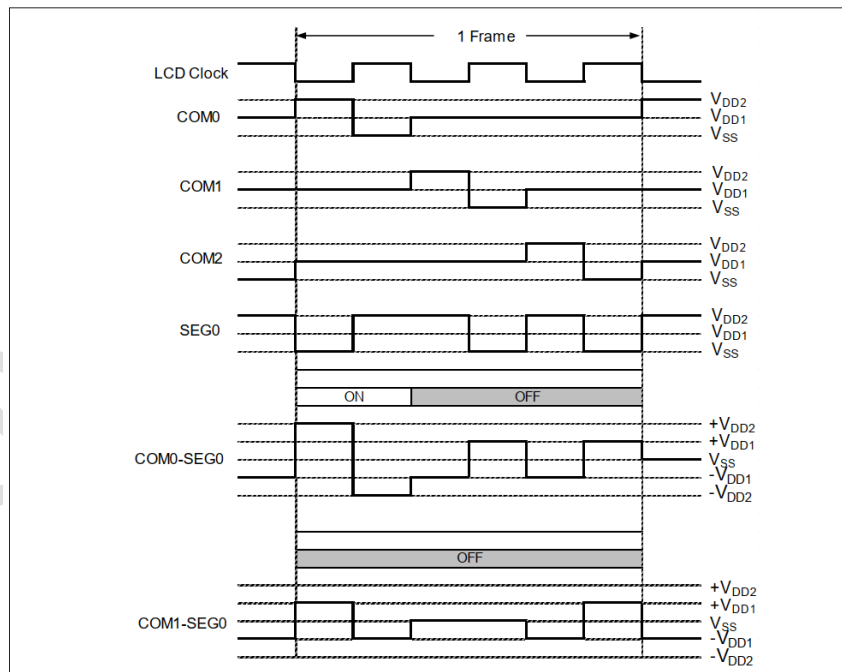 1 Frame
LCD Clock
VDD2
COM0
VDD1
VSS
VDD2
COM1
VDD1
VSS
VDD2
COM2
VDD1
VSS
SEG0
VDD2
VDD1
VSS
ON OFF
+VDD2
+VDD1
COM0-SEG0
VSS
-VDD1
-VDD2
OFF
+VDD2
+VDD1
COM1-SEG0
VSS
-VDD1
-VDD2